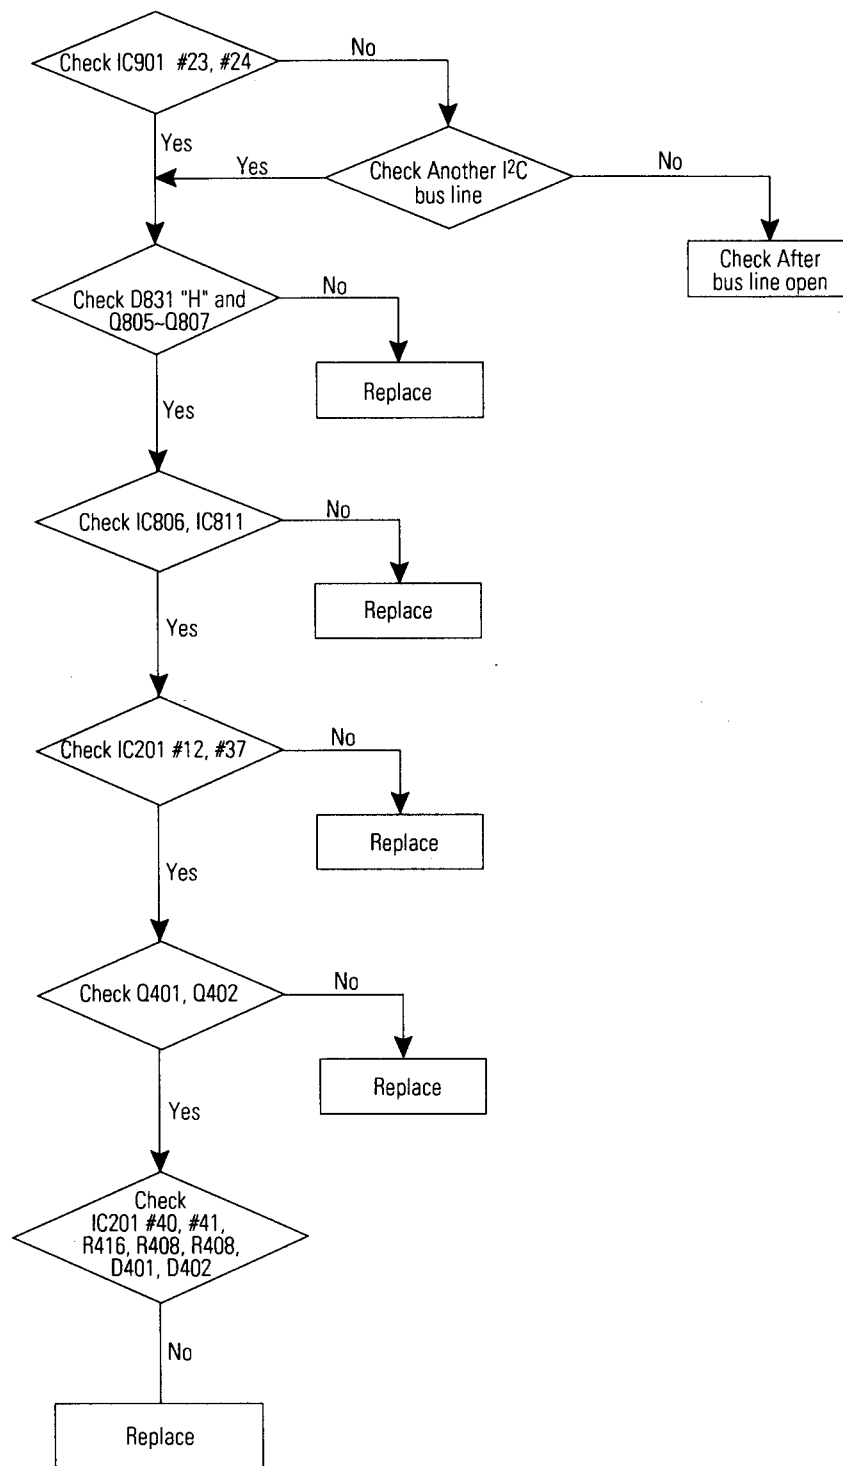 Check IC901 #23, #24
No
Yes
Yes
Check Another I²C
bus line
No
Check After
bus line open
Check D831 "H" and
Q805~Q807
No
Replace
Yes
Check IC806, IC811
No
Replace
Yes
Check IC201 #12, #37
No
Replace
Yes
Check Q401, Q402
No
Replace
Yes
Check
IC201 #40, #41,
R416, R408, R408,
D401, D402
No
Replace